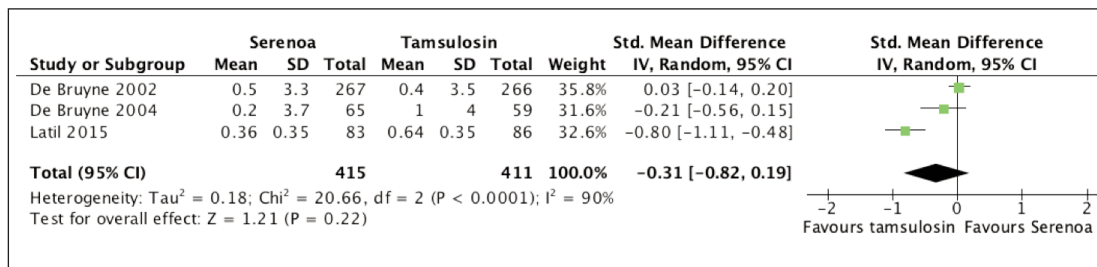 Serenoa Tamsulosin Std. Mean Difference Std. Mean Difference
Study or Subgroup Mean SD Total Mean SD Total Weight IV, Random, 95% CI IV, Random, 95% CI
De Bruyne 2002 0.5 3.3 267 0.4 3.5 266 35.8% 0.03 [−0.14, 0.20]
De Bruyne 2004 0.2 3.7 65 1 4 59 31.6% −0.21 [−0.56, 0.15]
Latil 2015 0.36 0.35 83 0.64 0.35 86 32.6% −0.80 [−1.11, −0.48]
Total (95% CI) 415 411 100.0% −0.31 [−0.82, 0.19]
Heterogeneity: Tau² = 0.18; Chi² = 20.66, df = 2 (P < 0.0001); I² = 90%
Test for overall effect: Z = 1.21 (P = 0.22)
−2 −1 0 1 2
Favours tamsulosin Favours Serenoa